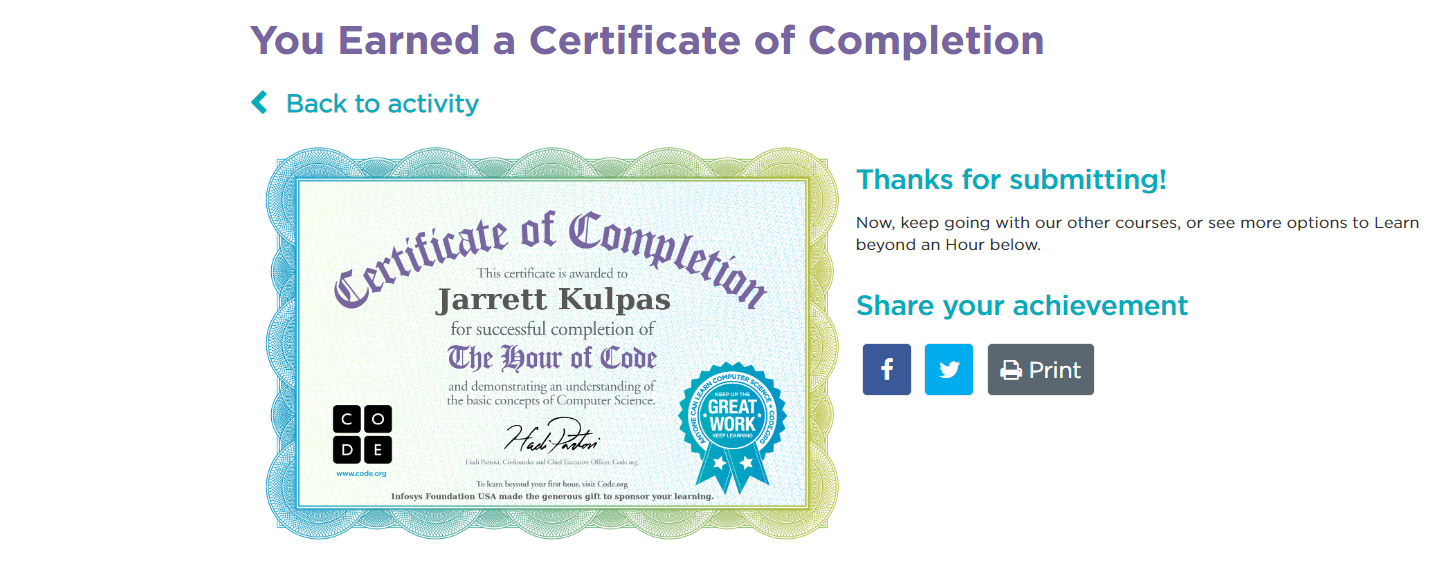 You Earned a Certificate of Completion
Back to activity
Certificate of Completion
This certificate is awarded to
Jarrett Kulpas
for successful completion of
The Hour of Code
and demonstrating an understanding of
the basic concepts of Computer Science.
C O
D E
www.code.org
Hadi Partovi
Hadi Partovi, Co-founder and Chief Executive Officer, Code.org
To learn beyond your first hour, visit Code.org
Infosys Foundation USA made the generous gift to sponsor your learning.
ANYONE CAN LEARN COMPUTER SCIENCE • CODE.ORG
KEEP UP THE
GREAT
WORK
KEEP LEARNING
Thanks for submitting!
Now, keep going with our other courses, or see more options to Learn
beyond an Hour below.
Share your achievement
f
Print